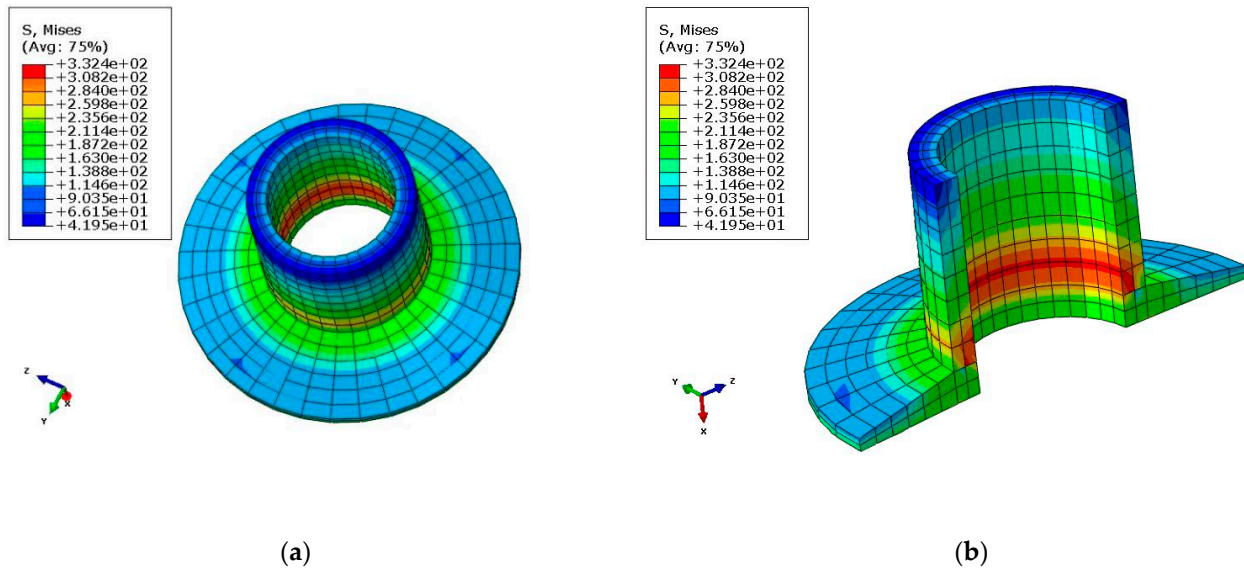 S, Mises
(Avg: 75%)
+3.324e+02
+3.082e+02
+2.840e+02
+2.598e+02
+2.356e+02
+2.114e+02
+1.872e+02
+1.630e+02
+1.388e+02
+1.146e+02
+9.035e+01
+6.615e+01
+4.195e+01
Z
Y
X
(a)
S, Mises
(Avg: 75%)
+3.324e+02
+3.082e+02
+2.840e+02
+2.598e+02
+2.356e+02
+2.114e+02
+1.872e+02
+1.630e+02
+1.388e+02
+1.146e+02
+9.035e+01
+6.615e+01
+4.195e+01
Y
Z
X
(b)